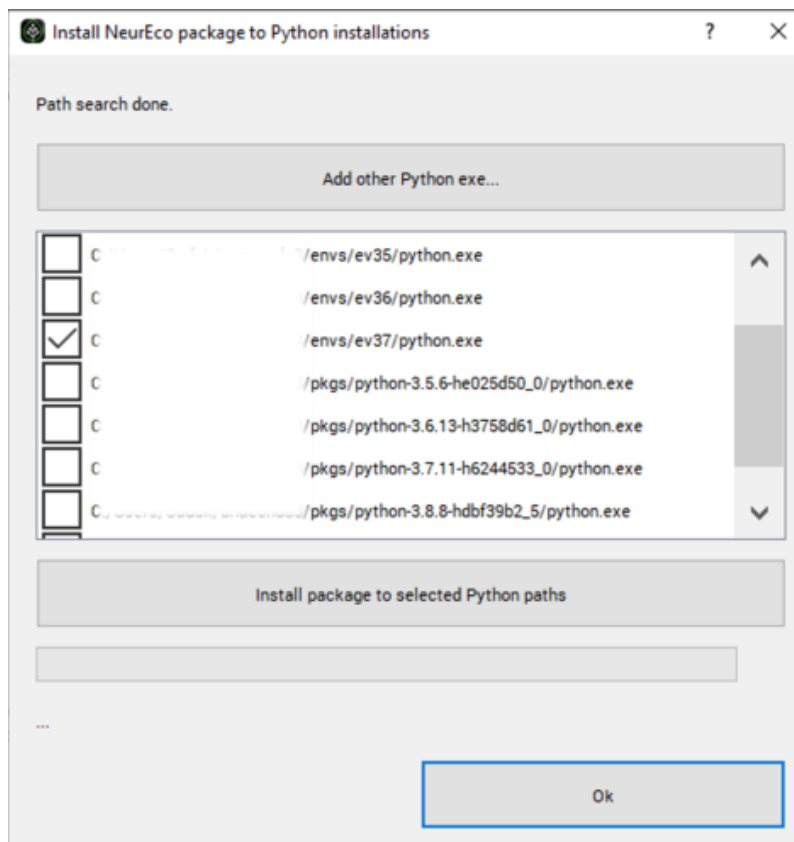 Install NeurEco package to Python installations
Path search done.
Add other Python exe...
C /envs/ev35/python.exe
C /envs/ev36/python.exe
C /envs/ev37/python.exe
C /pkgs/python-3.5.6-he025d50_0/python.exe
C /pkgs/python-3.6.13-h3758d61_0/python.exe
C /pkgs/python-3.7.11-h6244533_0/python.exe
C /pkgs/python-3.8.8-hdbf39b2_5/python.exe
Install package to selected Python paths
...
Ok